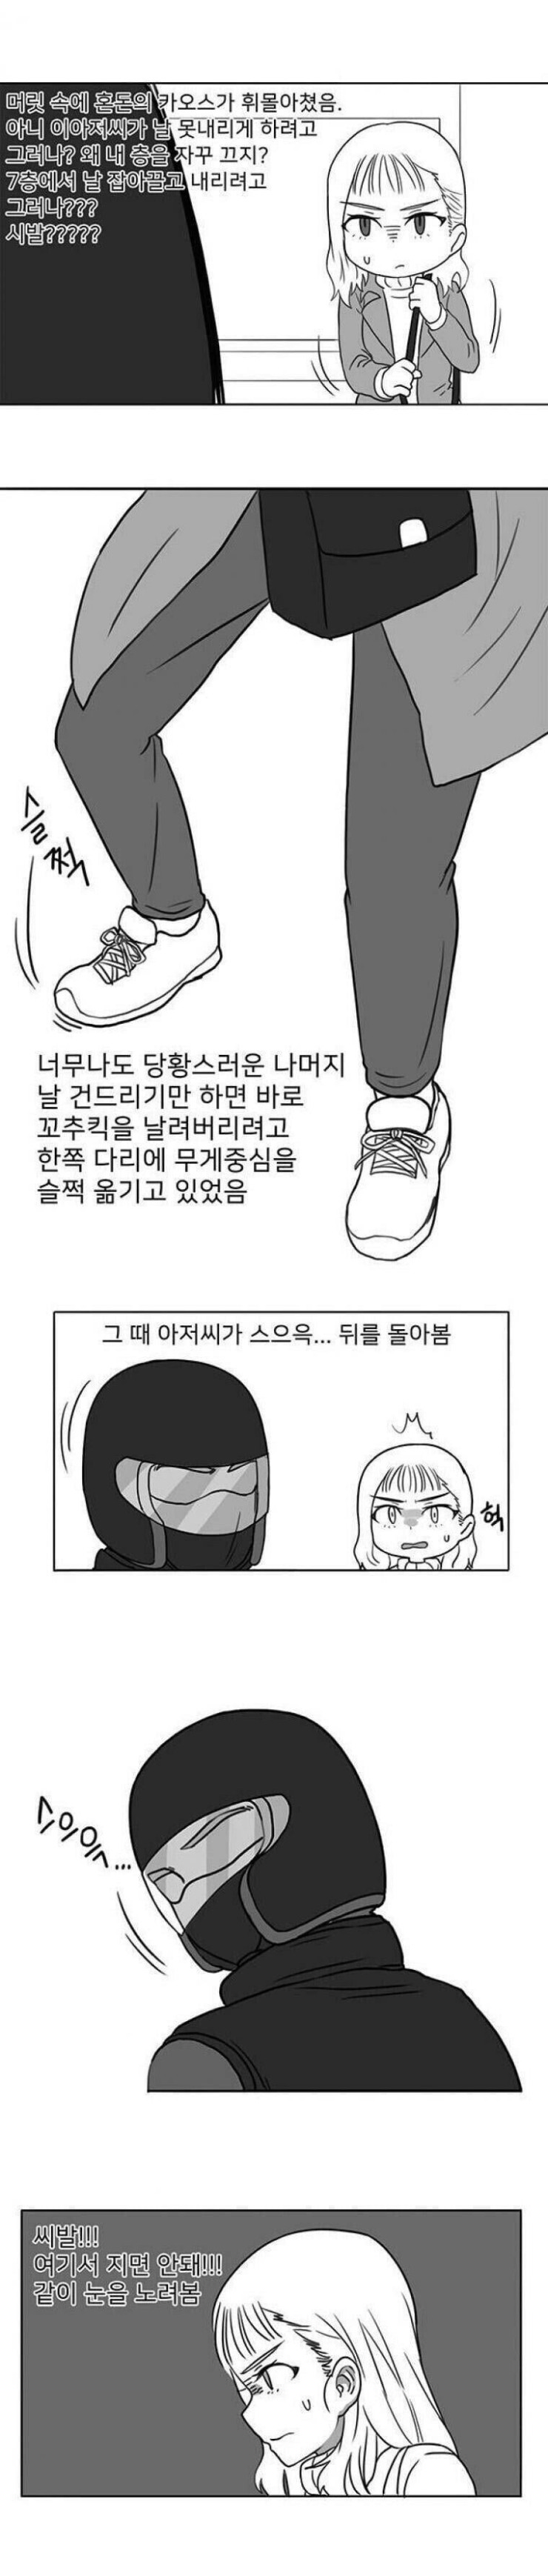 머릿 속에 혼돈의 카오스가 휘몰아쳤음.
아니 이아저씨가 날 못내리게 하려고
그러나? 왜 내 층을 자꾸 끄지?
7층에서 날 잡아끌고 내리려고
그러나???
시발?????
슬쩍
너무나도 당황스러운 나머지
날 건드리기만 하면 바로
꼬추킥을 날려버리려고
한쪽 다리에 무게중심을
슬쩍 옮기고 있었음
그 때 아저씨가 스으윽... 뒤를 돌아봄
헉
스으윽...
씨발!!!
여기서 지면 안돼!!!
같이 눈을 노려봄